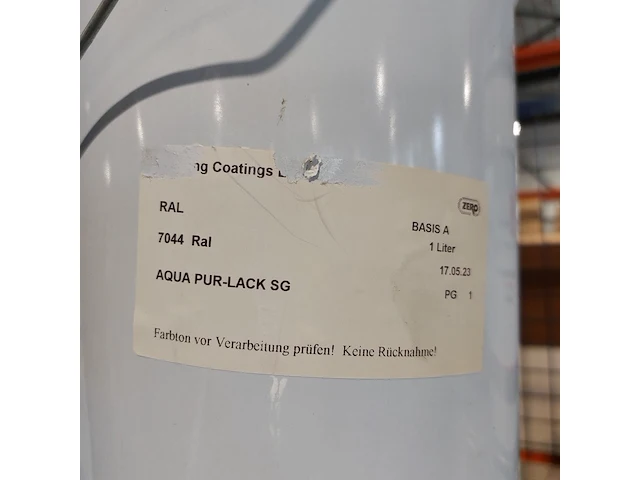 ng Coatings
ZERO
RAL
BASIS A
7044 Ral
1 Liter
17.05.23
AQUA PUR-LACK SG
PG 1
Farbton vor Verarbeitung prüfen! Keine Rücknahme!